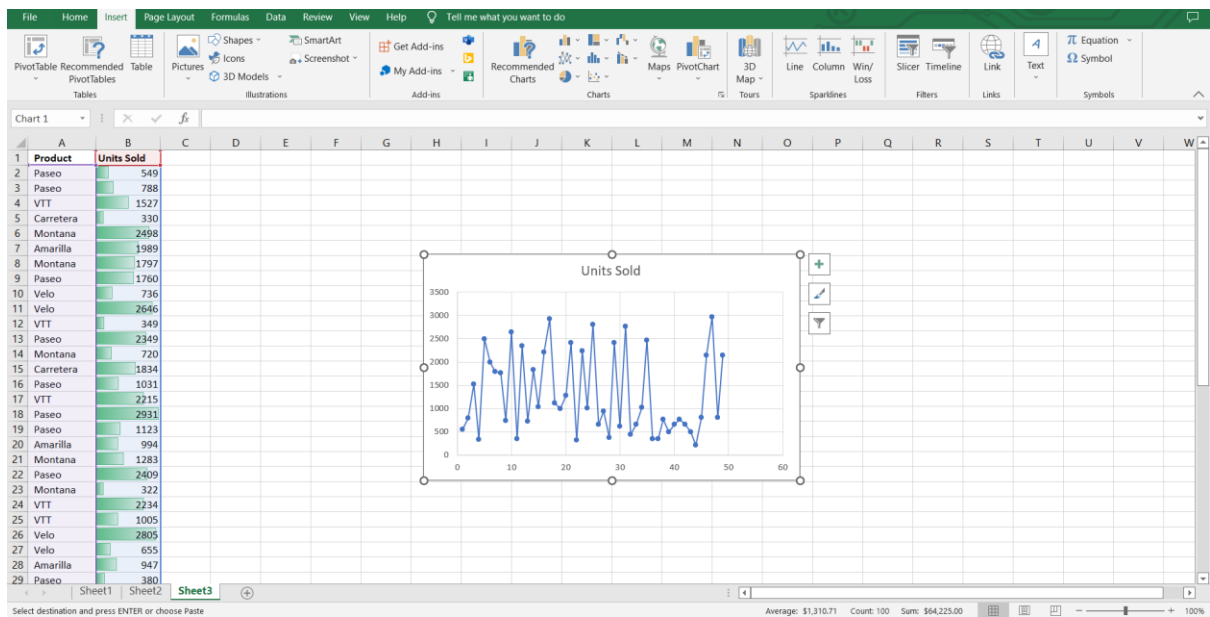 File Home Insert Page Layout Formulas Data Review View Help Tell me what you want to do
PivotTable Recommended PivotTables Table
Tables
Pictures Shapes Icons 3D Models SmartArt Screenshot
Illustrations
Get Add-ins
My Add-ins
Add-ins
Recommended Charts Maps PivotChart
Charts
3D Map
Tours
Line Column Win/Loss
Sparklines
Slicer Timeline
Filters
Link
Links
Text
π Equation
Ω Symbol
Symbols
Chart 1 fx
A B C D E F G H I J K L M N O P Q R S T U V W
1 Product Units Sold
2 Paseo 549
3 Paseo 788
4 VTT 1527
5 Carretera 330
6 Montana 2498
7 Amarilla 1989
8 Montana 1797
9 Paseo 1760
10 Velo 736
11 Velo 2646
12 VTT 349
13 Paseo 2349
14 Montana 720
15 Carretera 1834
16 Paseo 1031
17 VTT 2215
18 Paseo 2931
19 Paseo 1123
20 Amarilla 994
21 Montana 1283
22 Paseo 2409
23 Montana 322
24 VTT 2234
25 VTT 1005
26 Velo 2805
27 Velo 655
28 Amarilla 947
29 Paseo 380
Units Sold
3500
3000
2500
2000
1500
1000
500
0
0 10 20 30 40 50 60
Sheet1 Sheet2 Sheet3
Select destination and press ENTER or choose Paste Average: $1,310.71 Count: 100 Sum: $64,225.00 100%